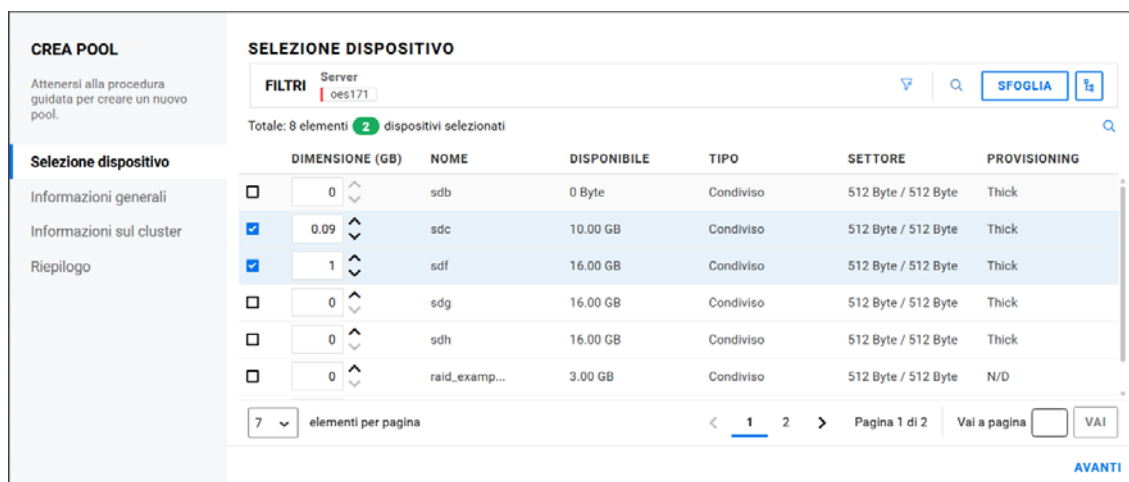 CREA POOL
Attenersi alla procedura
guidata per creare un nuovo
pool.
Selezione dispositivo
Informazioni generali
Informazioni sul cluster
Riepilogo
SELEZIONE DISPOSITIVO
FILTRI Server oes171 SFOGLIA
Totale: 8 elementi 2 dispositivi selezionati
DIMENSIONE (GB) NOME DISPONIBILE TIPO SETTORE PROVISIONING
0 sdb 0 Byte Condiviso 512 Byte / 512 Byte Thick
0.09 sdc 10.00 GB Condiviso 512 Byte / 512 Byte Thick
1 sdf 16.00 GB Condiviso 512 Byte / 512 Byte Thick
0 sdg 16.00 GB Condiviso 512 Byte / 512 Byte Thick
0 sdh 16.00 GB Condiviso 512 Byte / 512 Byte Thick
0 raid_examp... 3.00 GB Condiviso 512 Byte / 512 Byte N/D
7 elementi per pagina 1 2 Pagina 1 di 2 Vai a pagina VAI
AVANTI